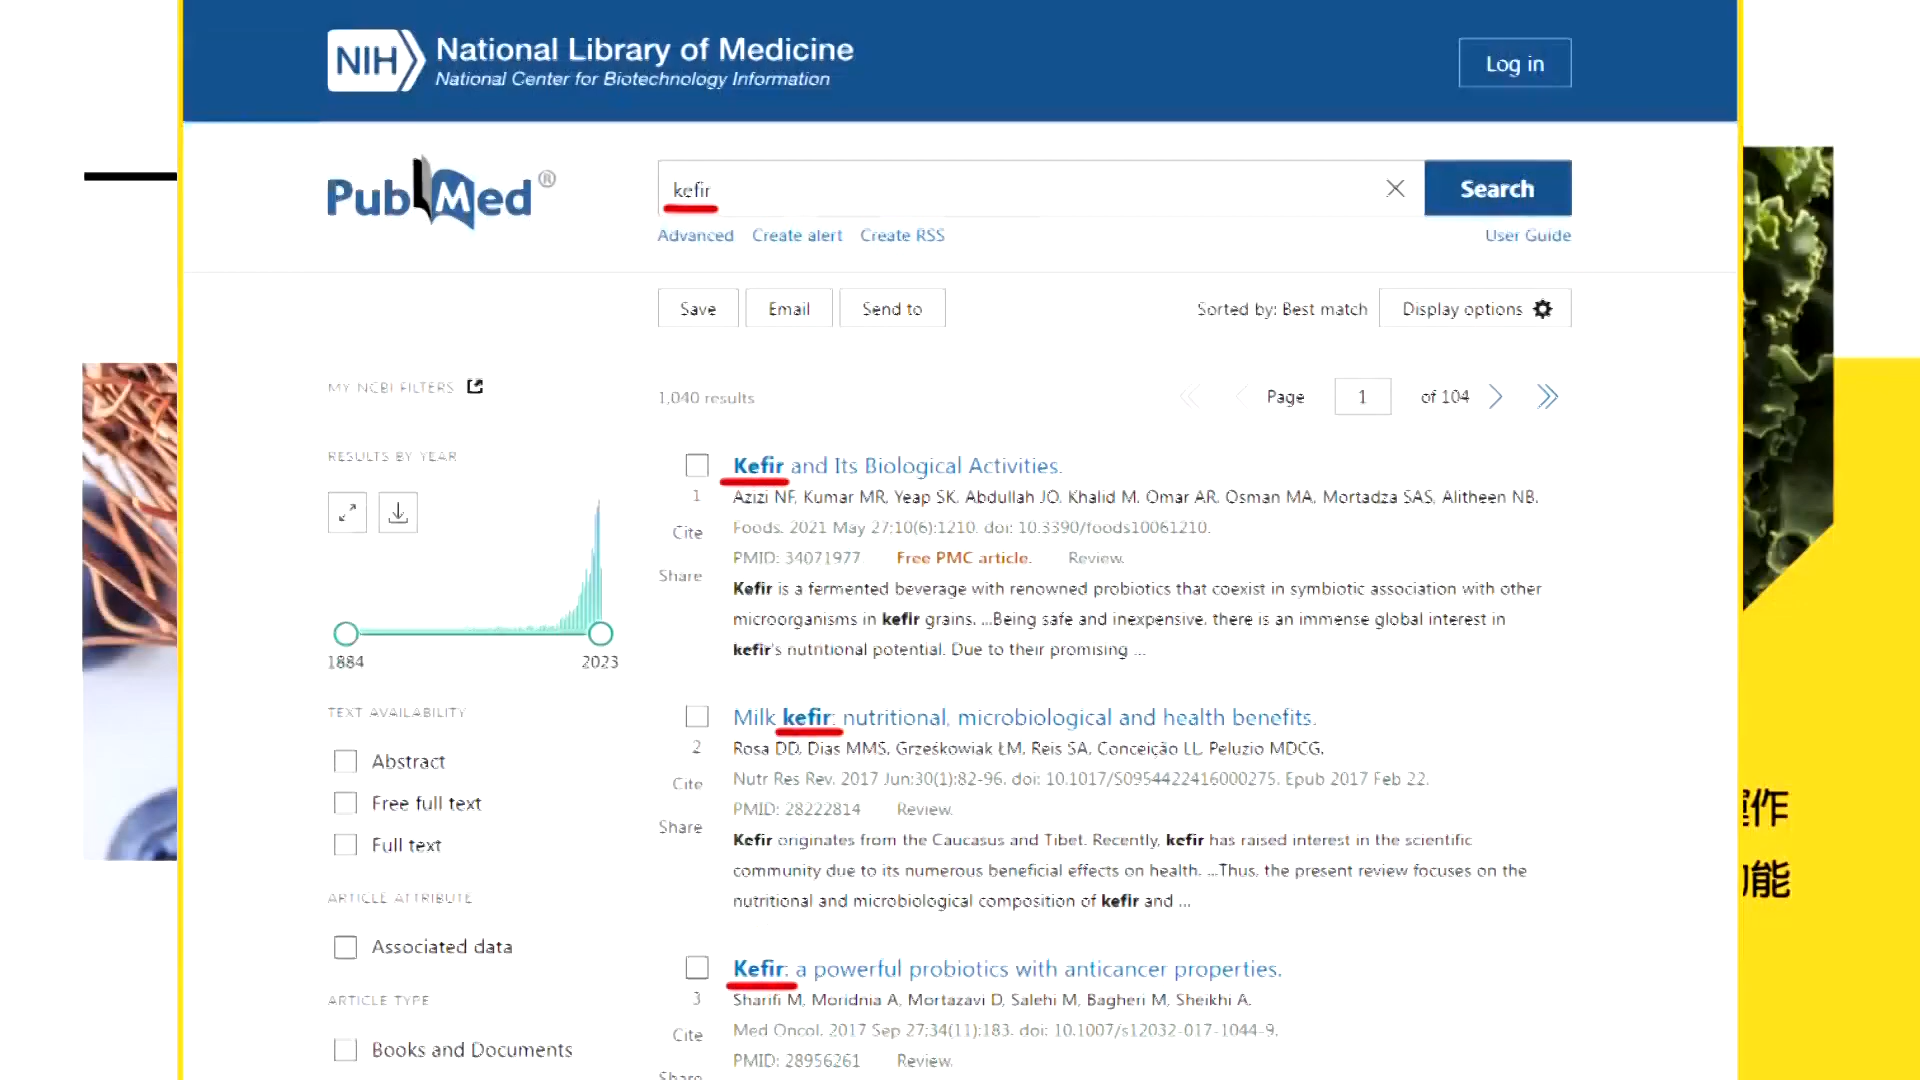 NIH National Library of Medicine
National Center for Biotechnology Information
Log in
PubMed®
kefir
Search
Advanced Create alert Create RSS
User Guide
Save Email Send to
Sorted by: Best match Display options
MY NCBI FILTERS
1,040 results
Page 1 of 104
RESULTS BY YEAR
1884 2023
TEXT AVAILABILITY
Abstract
Free full text
Full text
ARTICLE ATTRIBUTE
Associated data
ARTICLE TYPE
Books and Documents
Kefir and Its Biological Activities.
1 Azizi NF, Kumar MR, Yeap SK, Abdullah JO, Khalid M, Omar AR, Osman MA, Mortadza SAS, Alitheen NB.
Cite Foods. 2021 May 27;10(6):1210. doi: 10.3390/foods10061210.
PMID: 34071977 Free PMC article. Review.
Share
Kefir is a fermented beverage with renowned probiotics that coexist in symbiotic association with other
microorganisms in kefir grains. ...Being safe and inexpensive, there is an immense global interest in
kefir's nutritional potential. Due to their promising ...
Milk kefir: nutritional, microbiological and health benefits.
2 Rosa DD, Dias MMS, Grześkowiak ŁM, Reis SA, Conceição LL, Peluzio MDCG.
Cite Nutr Res Rev. 2017 Jun;30(1):82-96. doi: 10.1017/S0954422416000275. Epub 2017 Feb 22.
PMID: 28222814 Review.
Share
Kefir originates from the Caucasus and Tibet. Recently, kefir has raised interest in the scientific
community due to its numerous beneficial effects on health. ...Thus, the present review focuses on the
nutritional and microbiological composition of kefir and ...
Kefir: a powerful probiotics with anticancer properties.
3 Sharifi M, Moridnia A, Mortazavi D, Salehi M, Bagheri M, Sheikhi A.
Cite Med Oncol. 2017 Sep 27;34(11):183. doi: 10.1007/s12032-017-1044-9.
PMID: 28956261 Review.
Share
作
能